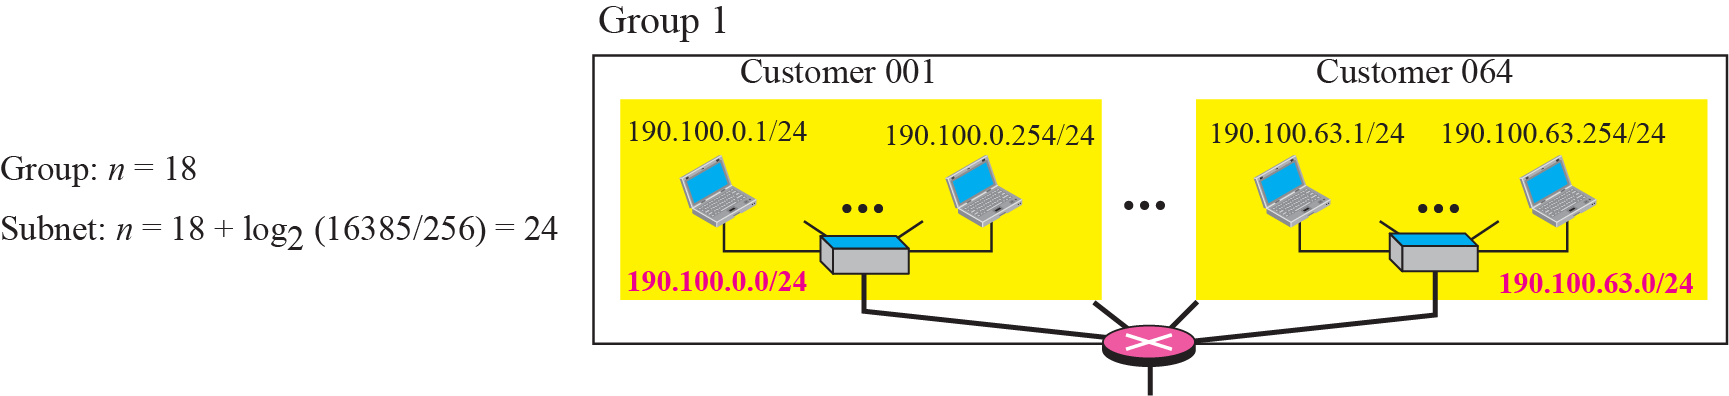 Group 1
Customer 001
Customer 064
190.100.0.1/24
190.100.0.254/24
190.100.63.1/24
190.100.63.254/24
Group: n = 18
Subnet: n = 18 + log2 (16385/256) = 24
190.100.0.0/24
190.100.63.0/24